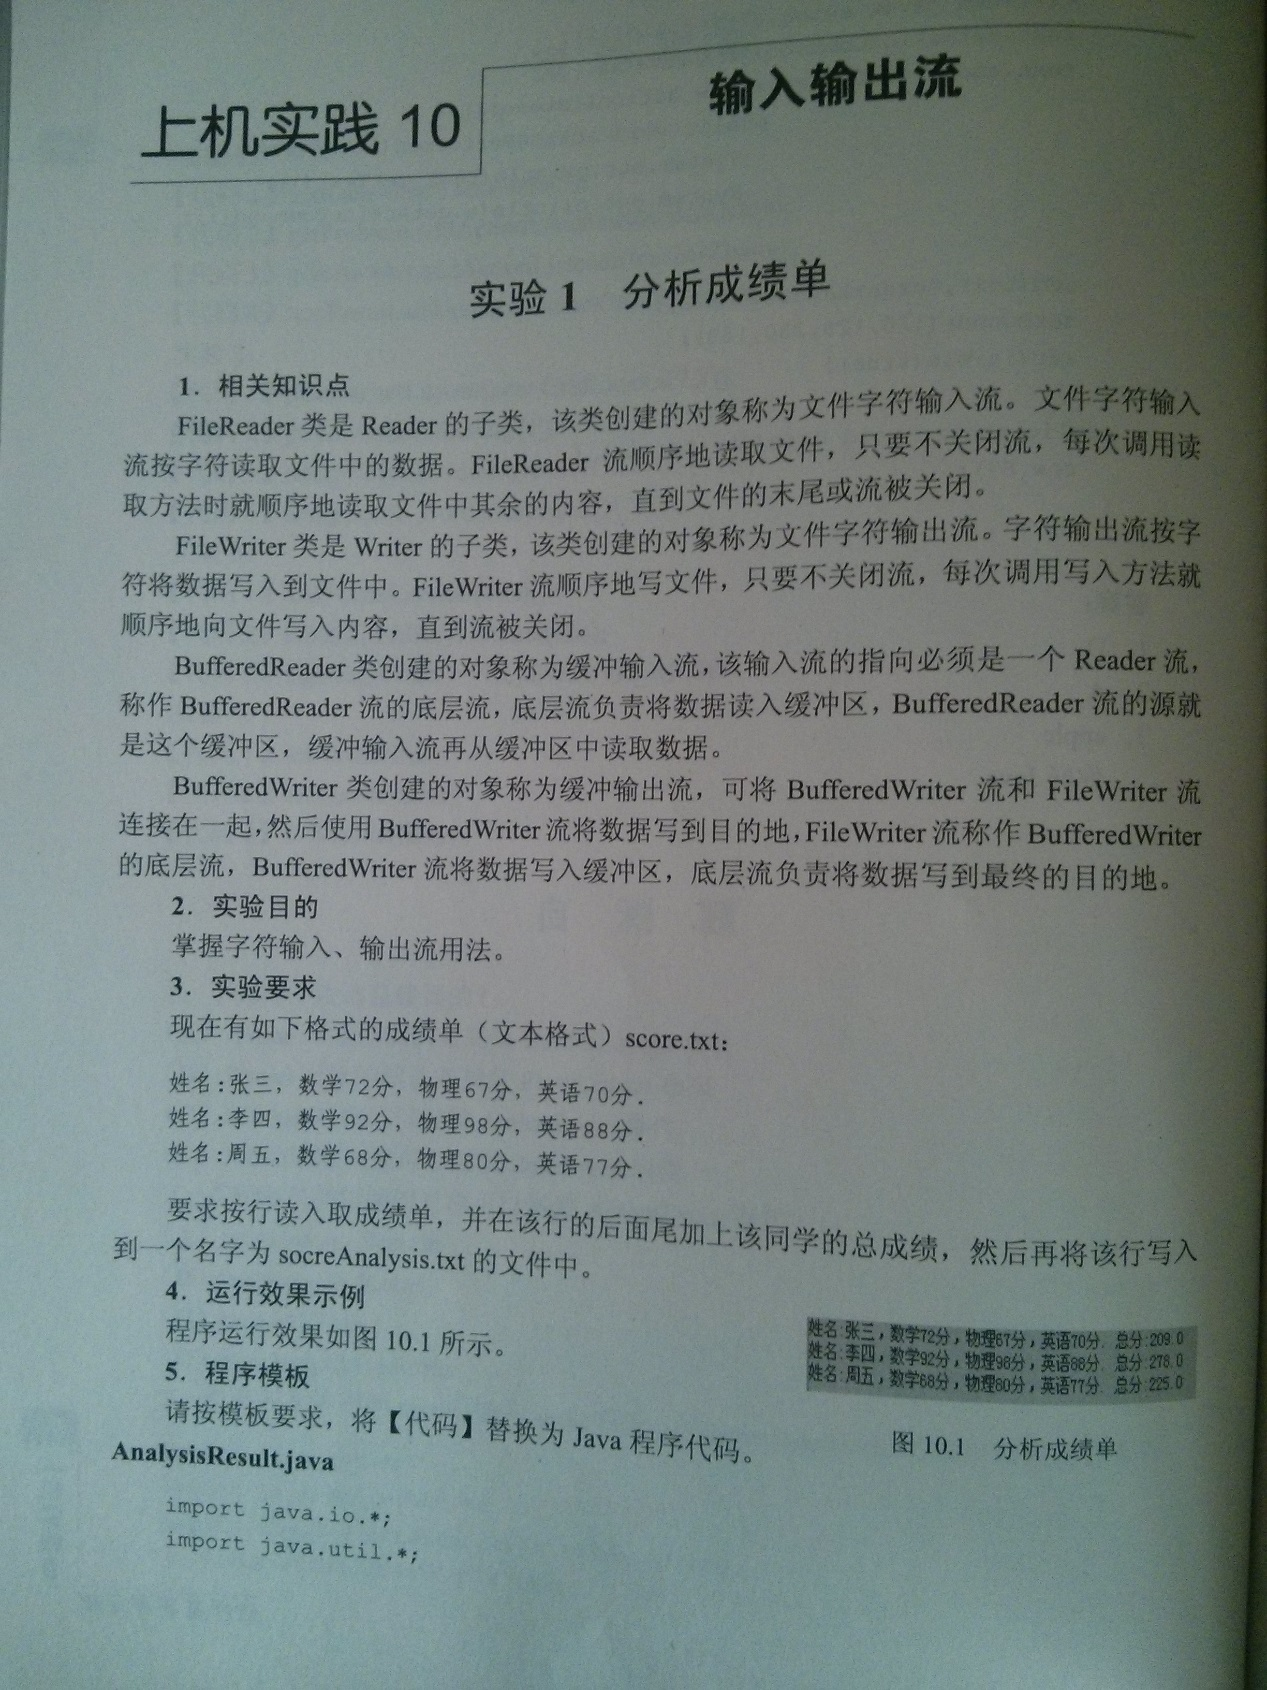 上机实践 10
输入输出流
实验 1 分析成绩单
1. 相关知识点
FileReader 类是 Reader 的子类，该类创建的对象称为文件字符输入流。文件字符输入
流按字符读取文件中的数据。FileReader 流顺序地读取文件，只要不关闭流，每次调用读
取方法时就顺序地读取文件中其余的内容，直到文件的末尾或流被关闭。
FileWriter 类是 Writer 的子类，该类创建的对象称为文件字符输出流。字符输出流按字
符将数据写入到文件中。FileWriter 流顺序地写文件，只要不关闭流，每次调用写入方法就
顺序地向文件写入内容，直到流被关闭。
BufferedReader 类创建的对象称为缓冲输入流，该输入流的指向必须是一个 Reader 流，
称作 BufferedReader 流的底层流，底层流负责将数据读入缓冲区，BufferedReader 流的源就
是这个缓冲区，缓冲输入流再从缓冲区中读取数据。
BufferedWriter 类创建的对象称为缓冲输出流，可将 BufferedWriter 流和 FileWriter 流
连接在一起，然后使用 BufferedWriter 流将数据写到目的地，FileWriter 流称作 BufferedWriter
的底层流，BufferedWriter 流将数据写入缓冲区，底层流负责将数据写到最终的目的地。
2. 实验目的
掌握字符输入、输出流用法。
3. 实验要求
现在有如下格式的成绩单（文本格式）score.txt：
姓名:张三，数学72分，物理67分，英语70分.
姓名:李四，数学92分，物理98分，英语88分.
姓名:周五，数学68分，物理80分，英语77分.
要求按行读入取成绩单，并在该行的后面尾加上该同学的总成绩，然后再将该行写入
到一个名字为 socreAnalysis.txt 的文件中。
4. 运行效果示例
程序运行效果如图 10.1 所示。
姓名:张三，数学72分，物理67分，英语70分. 总分:209.0
姓名:李四，数学92分，物理98分，英语88分. 总分:278.0
姓名:周五，数学68分，物理80分，英语77分. 总分:225.0
图 10.1 分析成绩单
5. 程序模板
请按模板要求，将【代码】替换为 Java 程序代码。
AnalysisResult.java
import java.io.*;
import java.util.*;